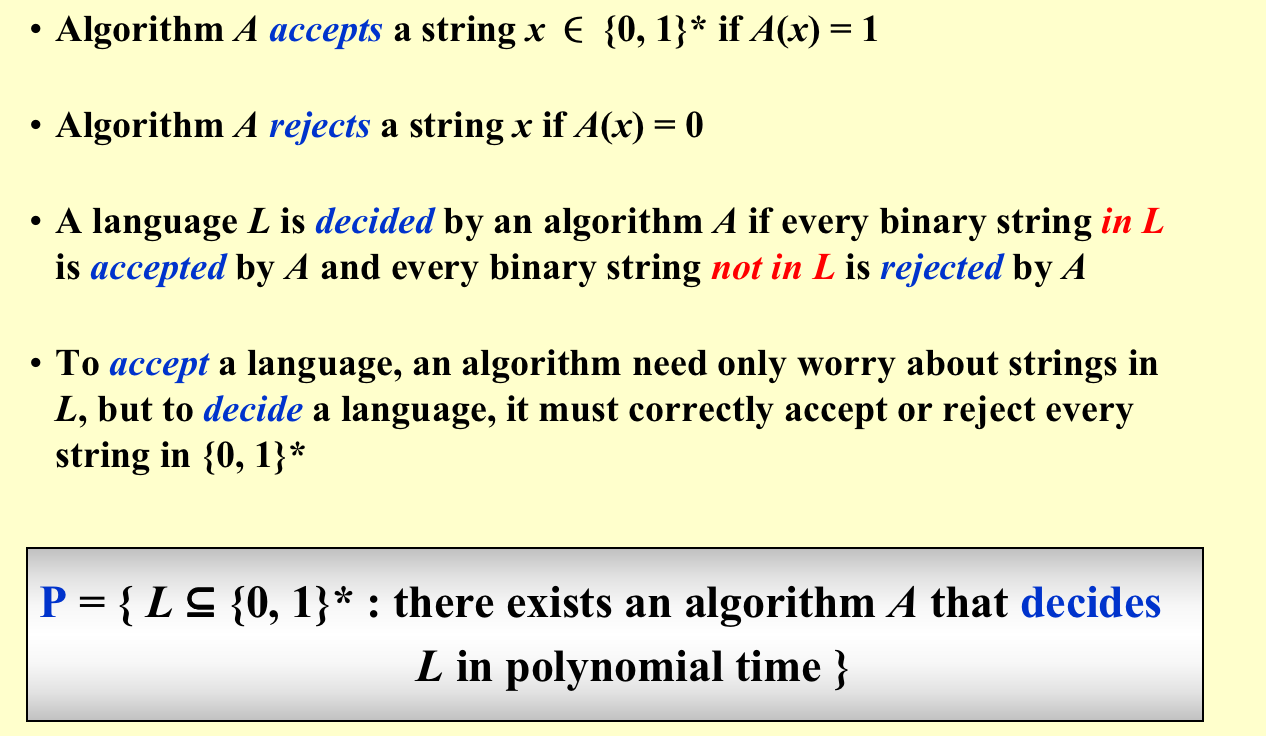 • Algorithm A accepts a string x ∈ {0, 1}* if A(x) = 1
• Algorithm A rejects a string x if A(x) = 0
• A language L is decided by an algorithm A if every binary string in L
is accepted by A and every binary string not in L is rejected by A
• To accept a language, an algorithm need only worry about strings in
L, but to decide a language, it must correctly accept or reject every
string in {0, 1}*
P = { L ⊆ {0, 1}* : there exists an algorithm A that decides
L in polynomial time }